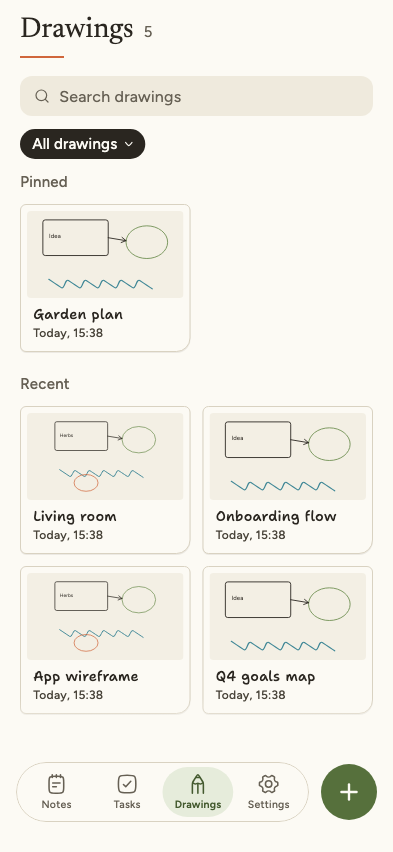 Drawings 5
Search drawings
All drawings
Pinned
Idea
Garden plan
Today, 15:38
Recent
Herbs
Living room
Today, 15:38
Idea
Onboarding flow
Today, 15:38
Herbs
App wireframe
Today, 15:38
Idea
Q4 goals map
Today, 15:38
Notes
Tasks
Drawings
Settings